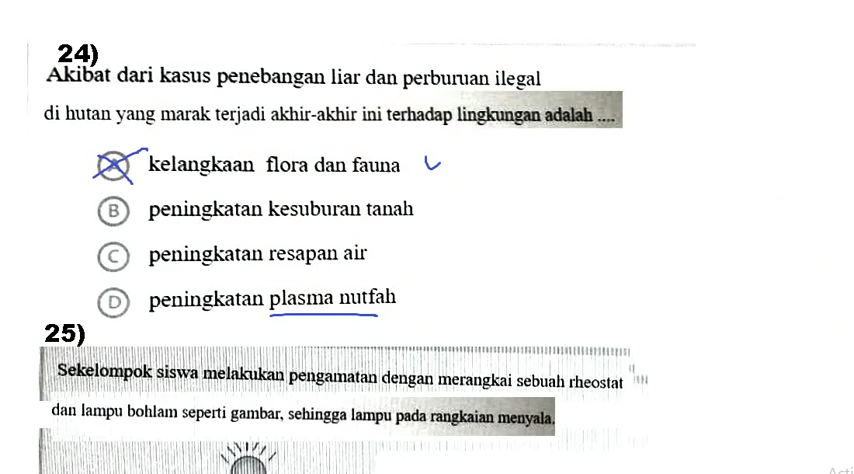 24)
Akibat dari kasus penebangan liar dan perburuan ilegal
di hutan yang marak terjadi akhir-akhir ini terhadap lingkungan adalah ....
A kelangkaan flora dan fauna
B peningkatan kesuburan tanah
C peningkatan resapan air
D peningkatan plasma nutfah
25)
Sekelompok siswa melakukan pengamatan dengan merangkai sebuah rheostat
dan lampu bohlam seperti gambar, sehingga lampu pada rangkaian menyala.